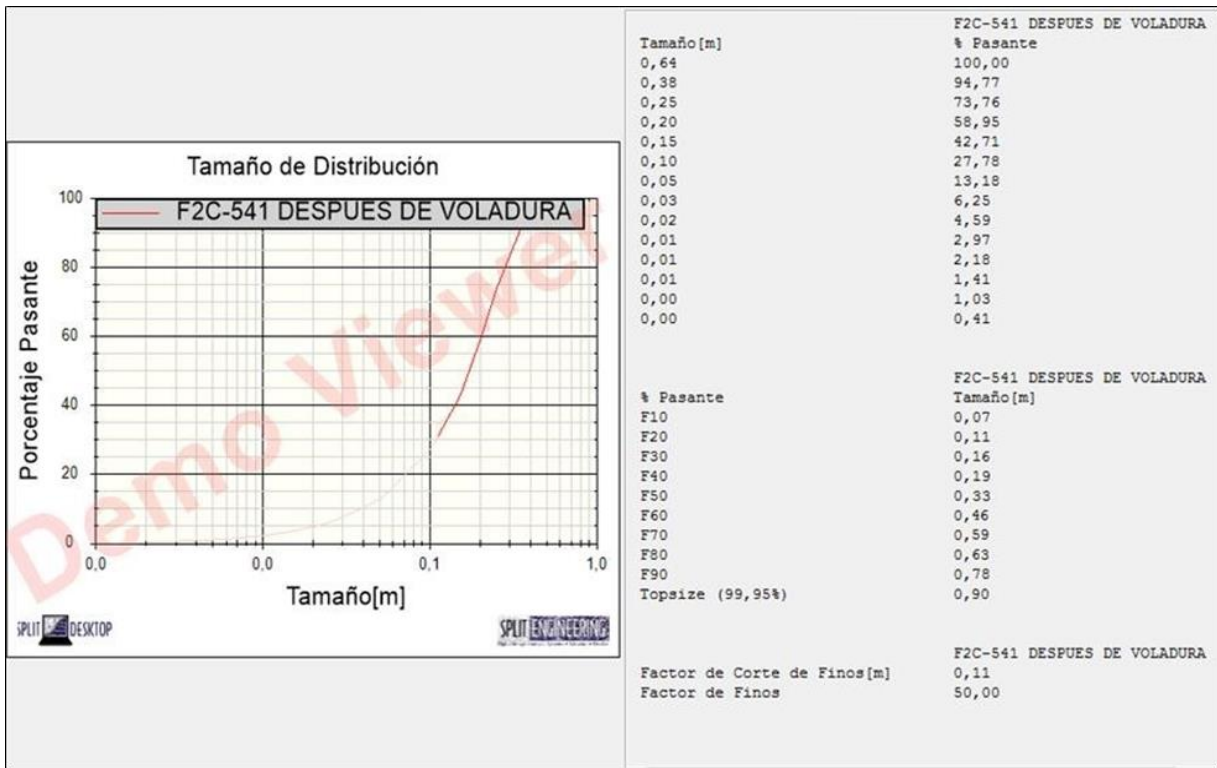 Tamaño de Distribución
F2C-541 DESPUES DE VOLADURA
Porcentaje Pasante
100
80
60
40
20
0
0,0 0,0 0,1 1,0
Tamaño[m]
Demo Viewer
SPLIT DESKTOP
SPLIT ENGINEERING
F2C-541 DESPUES DE VOLADURA
Tamaño[m] % Pasante
0,64 100,00
0,38 94,77
0,25 73,76
0,20 58,95
0,15 42,71
0,10 27,78
0,05 13,18
0,03 6,25
0,02 4,59
0,01 2,97
0,01 2,18
0,01 1,41
0,00 1,03
0,00 0,41
F2C-541 DESPUES DE VOLADURA
% Pasante Tamaño[m]
F10 0,07
F20 0,11
F30 0,16
F40 0,19
F50 0,33
F60 0,46
F70 0,59
F80 0,63
F90 0,78
Topsize (99,95%) 0,90
F2C-541 DESPUES DE VOLADURA
Factor de Corte de Finos[m] 0,11
Factor de Finos 50,00